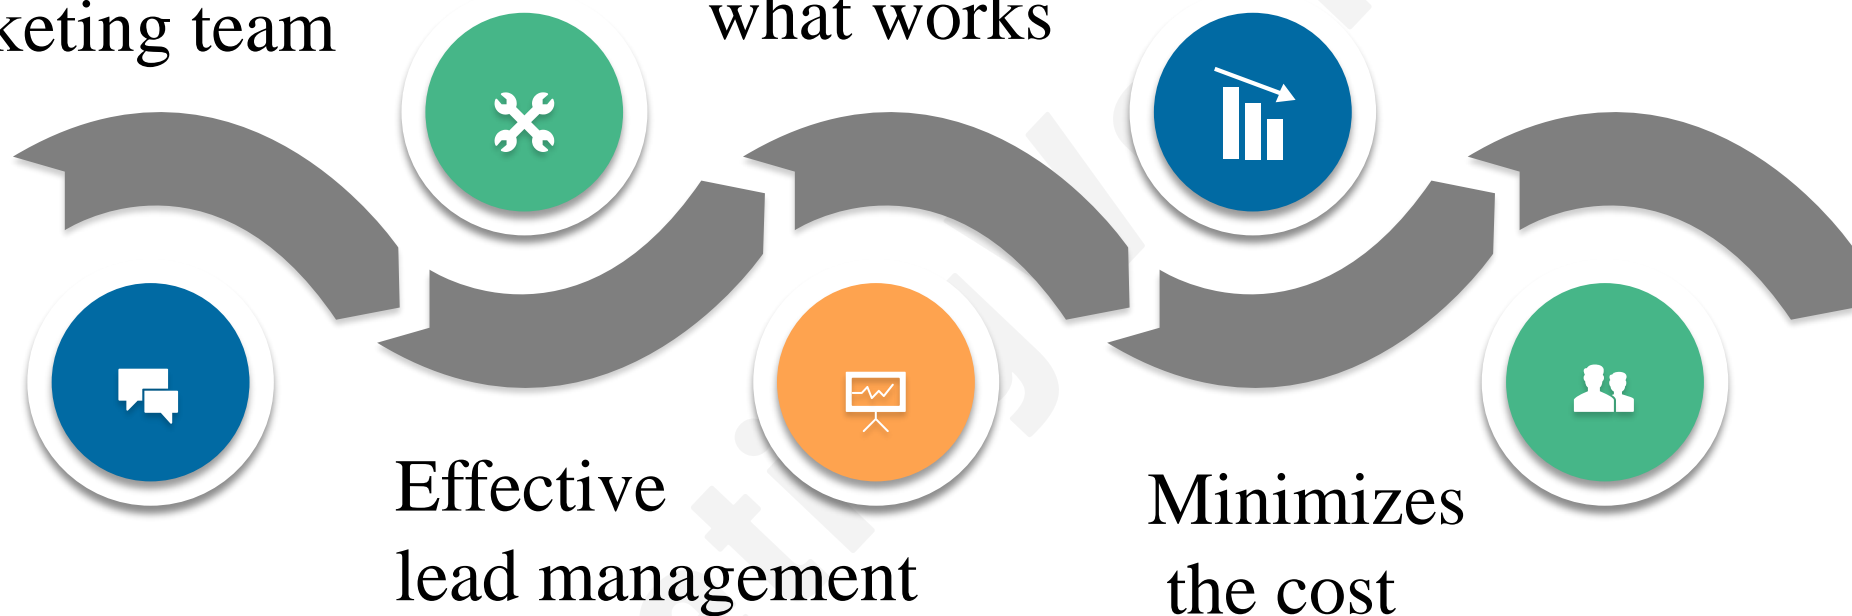 keting team
what works
Effective
lead management
Minimizes
the cost